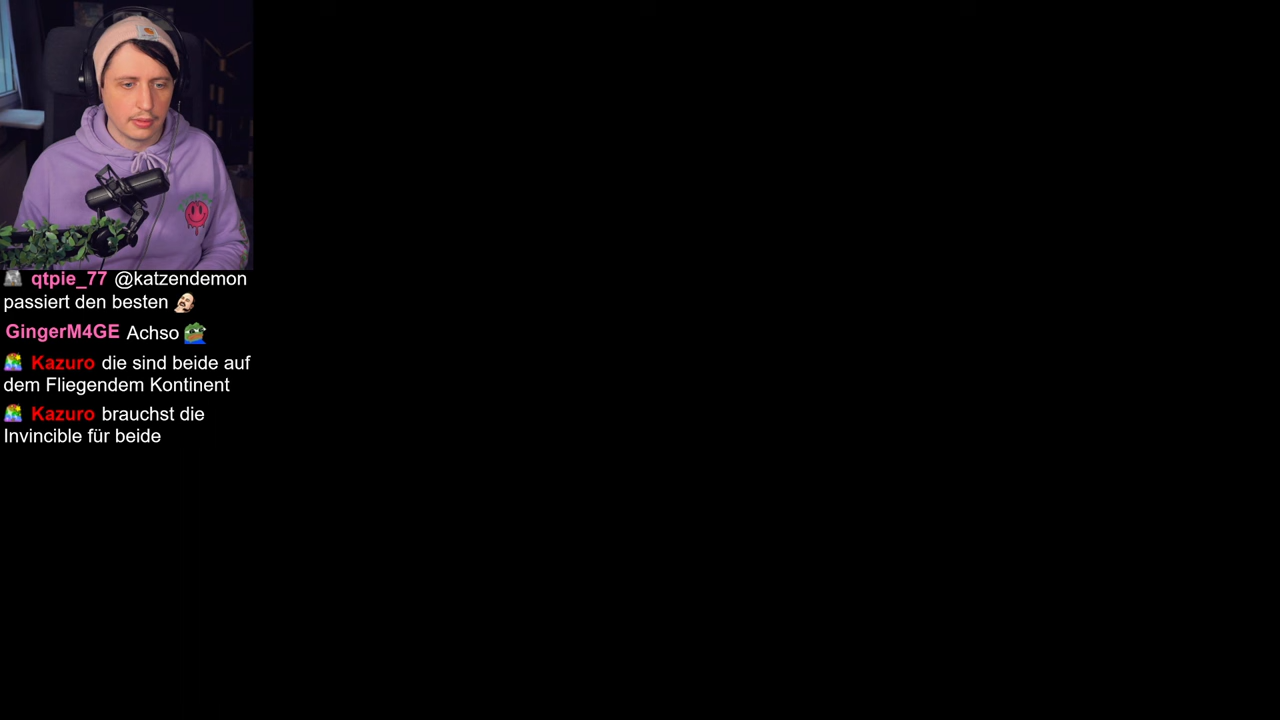 qtpie_77 @katzendemon
passiert den besten
GingerM4GE Achso
Kazuro die sind beide auf
dem Fliegendem Kontinent
Kazuro brauchst die
Invincible für beide